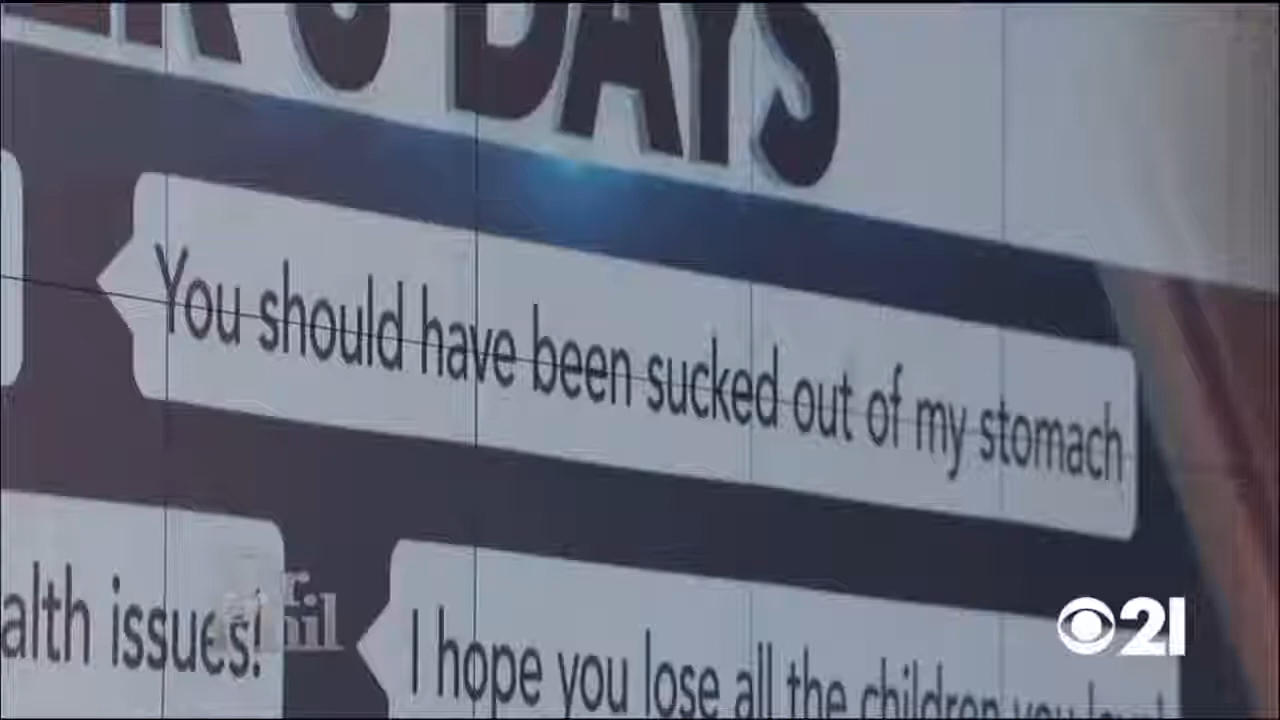 DAYS
You should have been sucked out of my stomach
alth issues!
I hope you lose all the children you
21